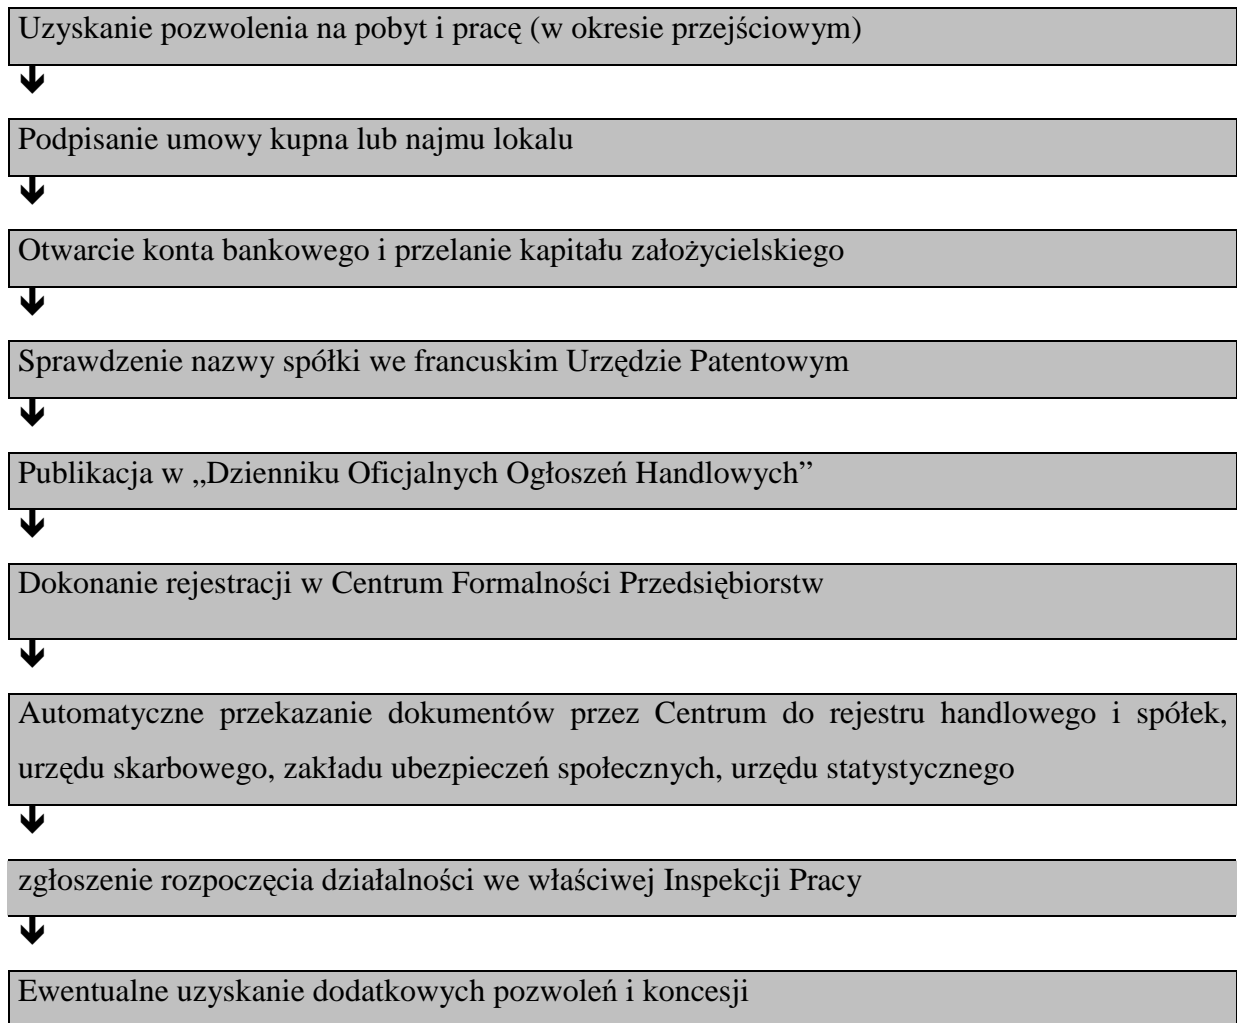 Uzyskanie pozwolenia na pobyt i pracę (w okresie przejściowym)
Podpisanie umowy kupna lub najmu lokalu
Otwarcie konta bankowego i przelanie kapitału założycielskiego
Sprawdzenie nazwy spółki we francuskim Urzędzie Patentowym
Publikacja w „Dzienniku Oficjalnych Ogłoszeń Handlowych”
Dokonanie rejestracji w Centrum Formalności Przedsiębiorstw
Automatyczne przekazanie dokumentów przez Centrum do rejestru handlowego i spółek,
urzędu skarbowego, zakładu ubezpieczeń społecznych, urzędu statystycznego
zgłoszenie rozpoczęcia działalności we właściwej Inspekcji Pracy
Ewentualne uzyskanie dodatkowych pozwoleń i koncesji